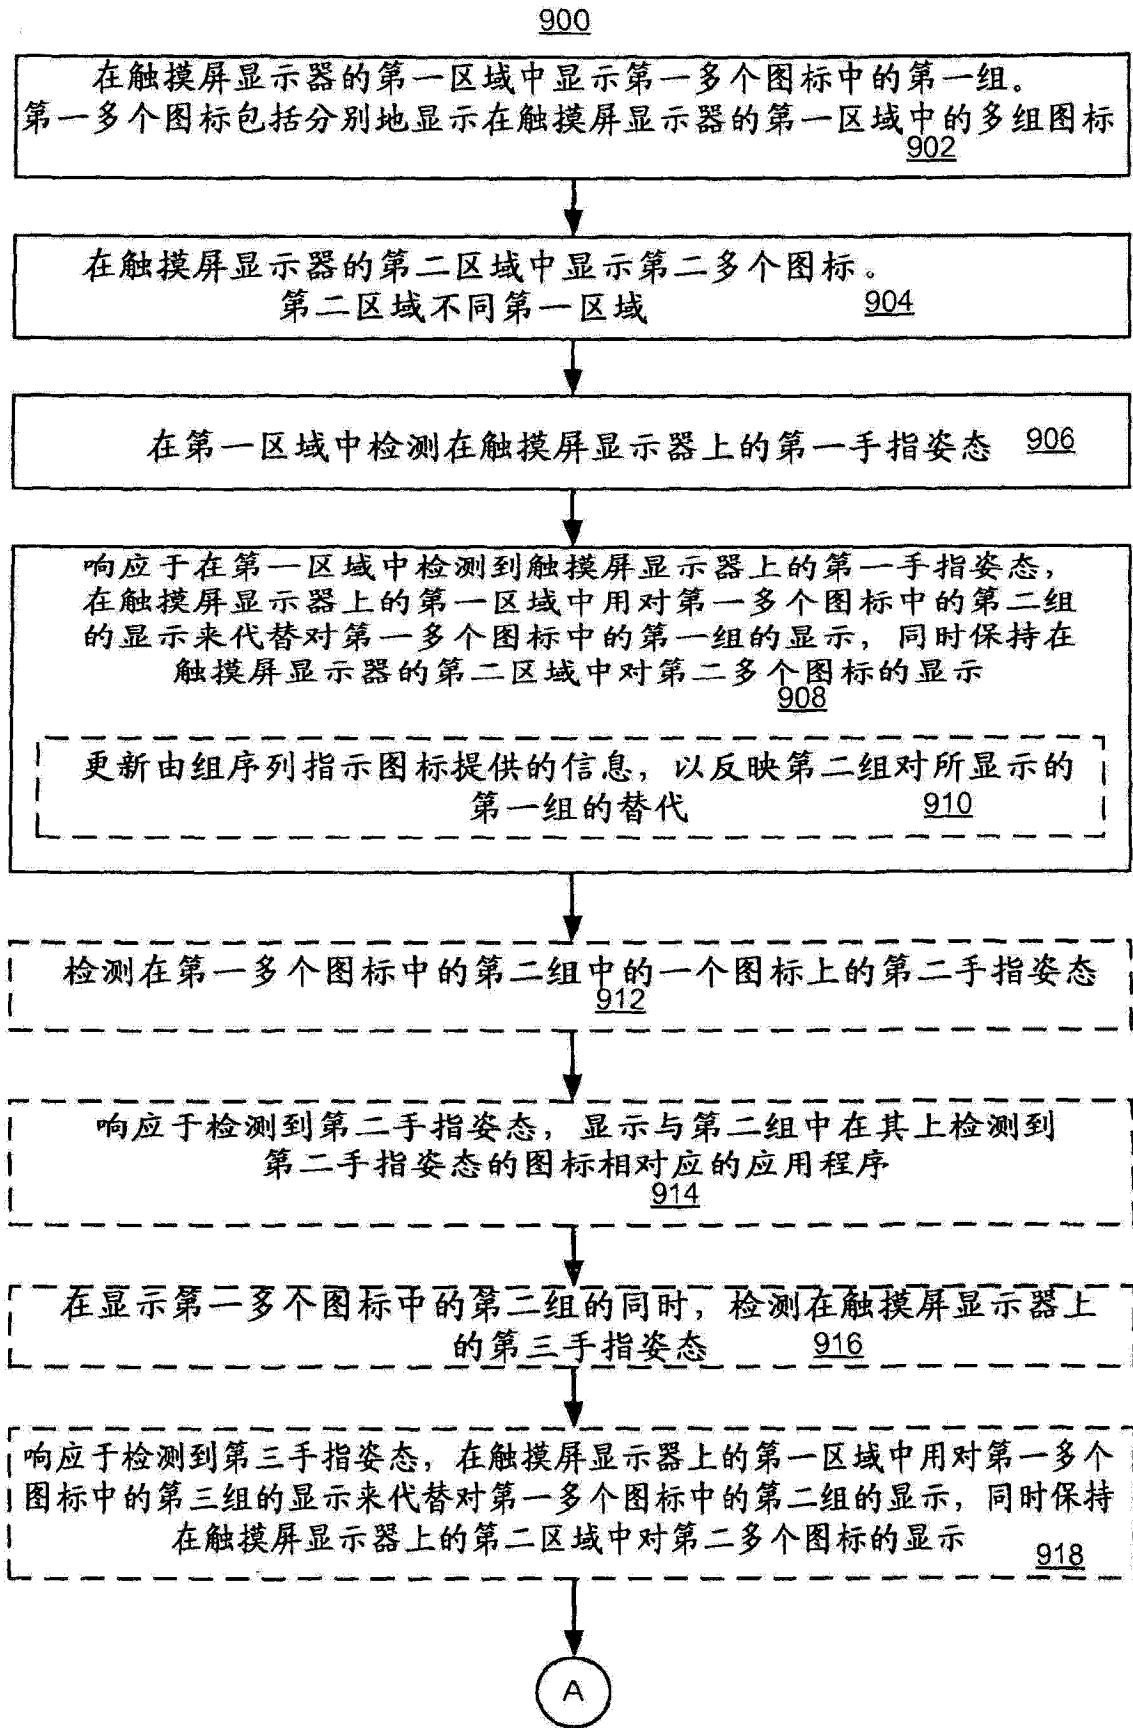 900
在触摸屏显示器的第一区域中显示第一多个图标中的第一组。
第一多个图标包括分别地显示在触摸屏显示器的第一区域中的多组图标
902
在触摸屏显示器的第二区域中显示第二多个图标。
第二区域不同第一区域
904
在第一区域中检测在触摸屏显示器上的第一手指姿态 906
响应于在第一区域中检测到触摸屏显示器上的第一手指姿态,
在触摸屏显示器上的第一区域中用对第一多个图标中的第二组
的显示来代替对第一多个图标中的第一组的显示, 同时保持在
触摸屏显示器的第二区域中对第二多个图标的显示
908
更新由组序列指示图标提供的信息, 以反映第二组对所显示的
第一组的替代 910
检测在第一多个图标中的第二组中的一个图标上的第二手指姿态
912
响应于检测到第二手指姿态, 显示与第二组中在其上检测到
第二手指姿态的图标相对应的应用程序
914
在显示第一多个图标中的第二组的同时, 检测在触摸屏显示器上
的第三手指姿态 916
响应于检测到第三手指姿态, 在触摸屏显示器上的第一区域中用对第一多个
图标中的第三组的显示来代替对第一多个图标中的第二组的显示, 同时保持
在触摸屏显示器上的第二区域中对第二多个图标的显示
918
A